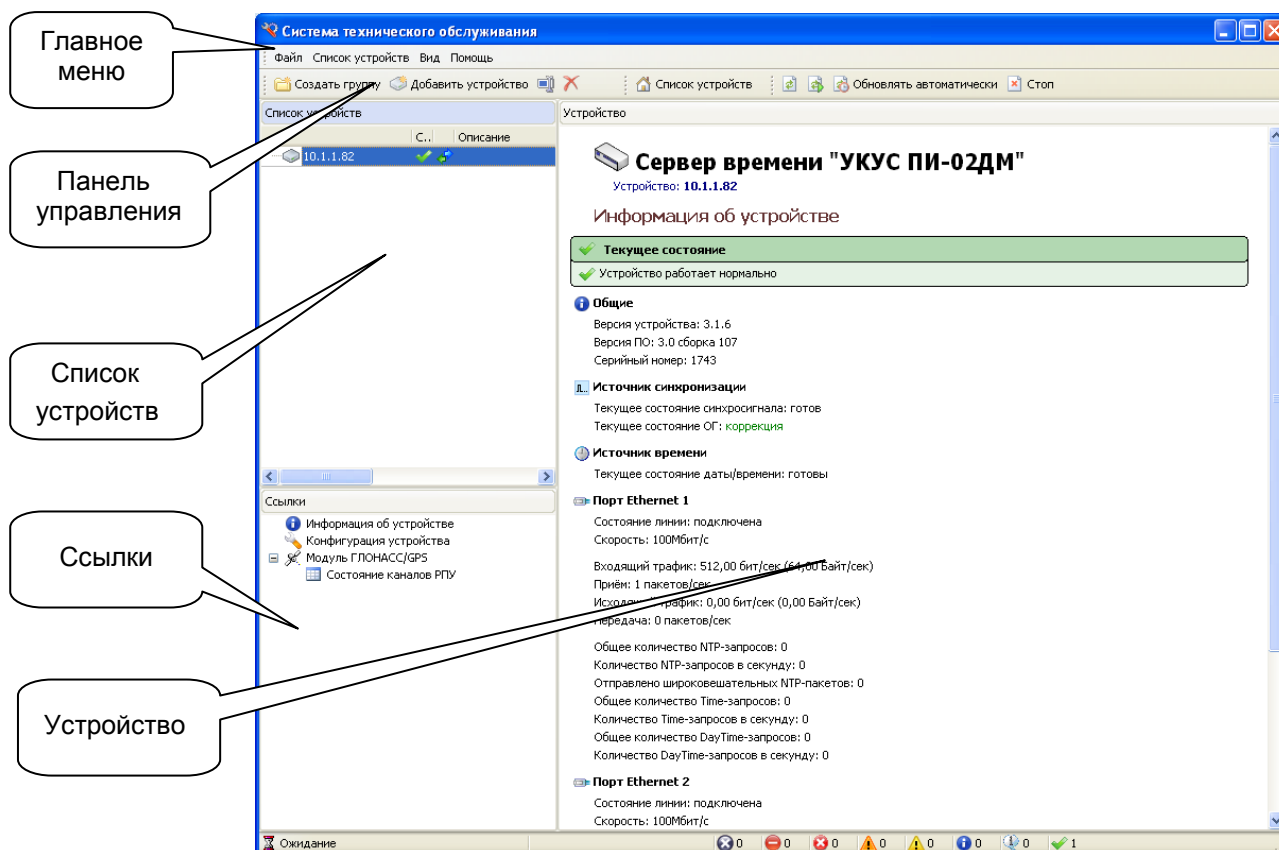 Главное
меню
Панель
управления
Список
устройств
Ссылки
Устройство
Система технического обслуживания
Файл Список устройств Вид Помощь
Создать группу Добавить устройство Список устройств Обновлять автоматически Стоп
Список устройств
С.. Описание
10.1.1.82
Ссылки
Информация об устройстве
Конфигурация устройства
Модуль ГЛОНАСС/GPS
Состояние каналов РПУ
Устройство
Сервер времени "УКУС ПИ-02ДМ"
Устройство: 10.1.1.82
Информация об устройстве
Текущее состояние
Устройство работает нормально
Общие
Версия устройства: 3.1.6
Версия ПО: 3.0 сборка 107
Серийный номер: 1743
Источник синхронизации
Текущее состояние синхросигнала: готов
Текущее состояние ОГ: коррекция
Источник времени
Текущее состояние даты/времени: готовы
Порт Ethernet 1
Состояние линии: подключена
Скорость: 100Мбит/с
Входящий трафик: 512,00 бит/сек (64,00 Байт/сек)
Приём: 1 пакетов/сек
Исходящий трафик: 0,00 бит/сек (0,00 Байт/сек)
Передача: 0 пакетов/сек
Общее количество NTP-запросов: 0
Количество NTP-запросов в секунду: 0
Отправлено широковещательных NTP-пакетов: 0
Общее количество Time-запросов: 0
Количество Time-запросов в секунду: 0
Общее количество DayTime-запросов: 0
Количество DayTime-запросов в секунду: 0
Порт Ethernet 2
Состояние линии: подключена
Скорость: 100Мбит/с
Ожидание 0 0 0 0 0 0 0 1